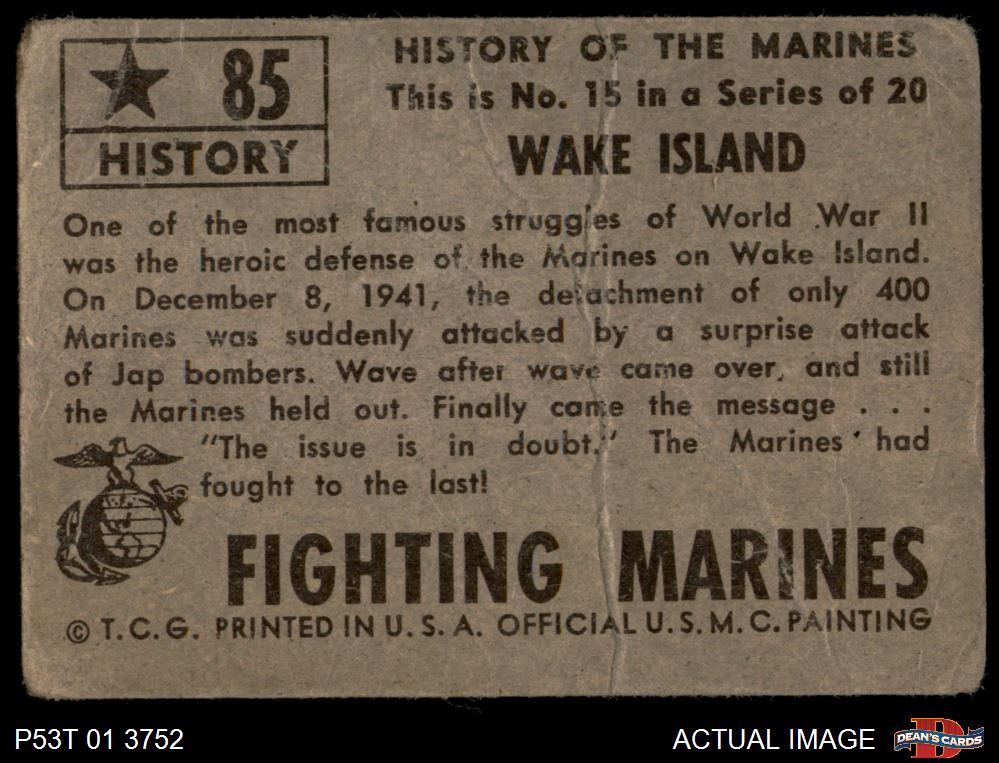 85
HISTORY
HISTORY OF THE MARINES
This is No. 15 in a Series of 20
WAKE ISLAND
One of the most famous struggles of World War II
was the heroic defense of the Marines on Wake Island.
On December 8, 1941, the detachment of only 400
Marines was suddenly attacked by a surprise attack
of Jap bombers. Wave after wave came over, and still
the Marines held out. Finally came the message . . .
"The issue is in doubt." The Marines had
fought to the last!
FIGHTING MARINES
© T.C.G. PRINTED IN U.S.A. OFFICIAL U.S.M.C. PAINTING
P53T 01 3752
ACTUAL IMAGE
DEAN'S CARDS